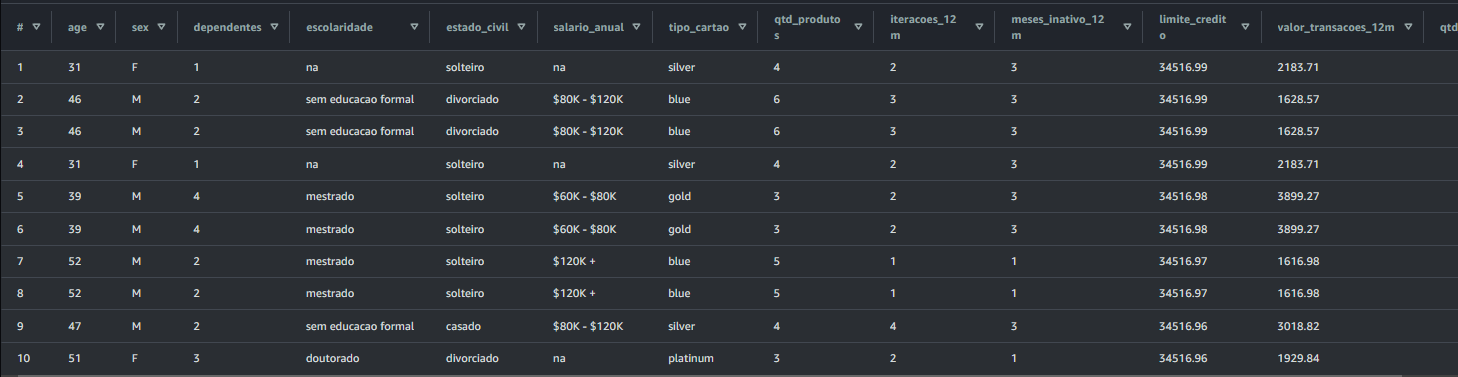 # age sex dependentes escolaridade estado_civil salario_anual tipo_cartao qtd_produto s iteracoes_12 m meses_inativo_12 m limite_credit o valor_transacoes_12m qtd
1 31 F 1 na solteiro na silver 4 2 3 34516.99 2183.71
2 46 M 2 sem educacao formal divorciado $80K - $120K blue 6 3 3 34516.99 1628.57
3 46 M 2 sem educacao formal divorciado $80K - $120K blue 6 3 3 34516.99 1628.57
4 31 F 1 na solteiro na silver 4 2 3 34516.99 2183.71
5 39 M 4 mestrado solteiro $60K - $80K gold 3 2 3 34516.98 3899.27
6 39 M 4 mestrado solteiro $60K - $80K gold 3 2 3 34516.98 3899.27
7 52 M 2 mestrado solteiro $120K + blue 5 1 1 34516.97 1616.98
8 52 M 2 mestrado solteiro $120K + blue 5 1 1 34516.97 1616.98
9 47 M 2 sem educacao formal casado $80K - $120K silver 4 4 3 34516.96 3018.82
10 51 F 3 doutorado divorciado na platinum 3 2 1 34516.96 1929.84